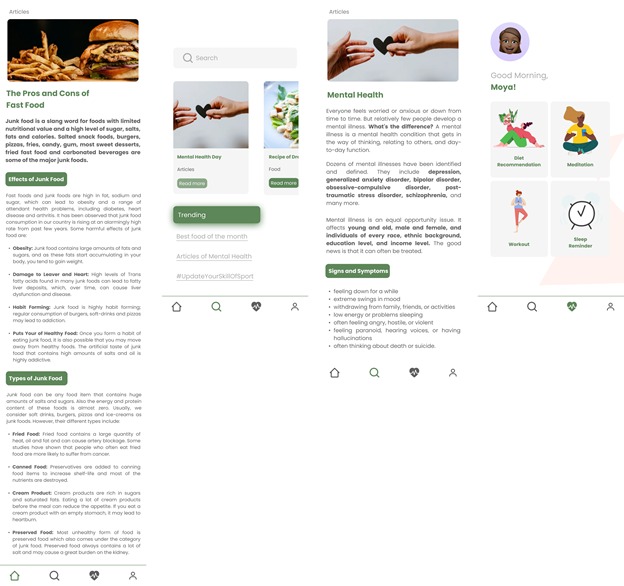 Articles
The Pros and Cons of
Fast Food
Junk food is a slang word for foods with limited
nutritional value and a high level of sugar, salts,
fats and calories. Salted snack foods, burgers,
pizzas, fries, candy, gum, most sweet desserts,
fried fast food and carbonated beverages are
some of the major junk foods.
Effects of Junk Food
Fast foods and junk foods are high in fat, sodium and
sugar, which can lead to obesity and a range of
attendant health problems, including diabetes, heart
disease and arthritis. It has been observed that junk food
consumption in our country is rising at an alarmingly high
rate from past few years. Some harmful effects of junk
food are:
• Obesity: Junk food contains large amounts of fats and
sugars, and as these fats start accumulating in your
body, you tend to gain weight.
• Damage to Leaver and Heart: High levels of Trans
fatty acids found in many junk foods can lead to fatty
liver deposits, which, over time, can cause liver
dysfunction and disease.
• Habit Forming: Junk food is highly habit forming;
regular consumption of burgers, soft-drinks and pizzas
may lead to addiction.
• Puts Your of Healthy Food: Once you form a habit of
eating junk food, it is also possible that you may move
away from healthy foods. The artificial taste of junk
food that contains high amounts of salts and oil is
highly addictive.
Types of Junk Food
Junk food can be any food item that contains huge
amounts of salts and sugars. Also the energy and protein
content of these foods is almost zero. Usually, we
consider soft drinks, burgers, pizzas and ice-creams as
junk foods. However, their different types include:
• Fried Food: Fried food contains a large quantity of
heat, oil and fat and can cause artery blockage. Some
studies have shown that people who often eat fried
food are more likely to suffer from cancer.
• Canned Food: Preservatives are added to canning
food items to increase shelf-life and most of the
nutrients are destroyed.
• Cream Product: Cream products are rich in sugars
and saturated fats. Eating a lot of cream products
before the meal can reduce the appetite. If you eat a
cream product with an empty stomach, it may lead to
heartburn.
• Preserved Food: Most unhealthy form of food is
preserved food which also comes under the category
of junk food. Preserved food always contains a lot of
salt and may cause a great burden on the kidney.
Search
Mental Health Day
Articles
Read more
Recipe of Dn
Food
Read more
Trending
Best food of the month
Articles of Mental Health
#UpdateYourSkillOfSport
Articles
Mental Health
Everyone feels worried or anxious or down from
time to time. But relatively few people develop a
mental illness. What's the difference? A mental
illness is a mental health condition that gets in
the way of thinking, relating to others, and day-
to-day function.
Dozens of mental illnesses have been identified
and defined. They include depression,
generalized anxiety disorder, bipolar disorder,
obsessive-compulsive disorder, post-
traumatic stress disorder, schizophrenia, and
many more.
Mental illness is an equal opportunity issue. It
affects young and old, male and female, and
individuals of every race, ethnic background,
education level, and income level. The good
news is that it can often be treated.
Signs and Symptoms
• feeling down for a while
• extreme swings in mood
• withdrawing from family, friends, or activities
• low energy or problems sleeping
• often feeling angry, hostile, or violent
• feeling paranoid, hearing voices, or having
hallucinations
• often thinking about death or suicide.
Good Morning,
Moya!
Diet
Recommendation
Meditation
Workout
Sleep
Reminder